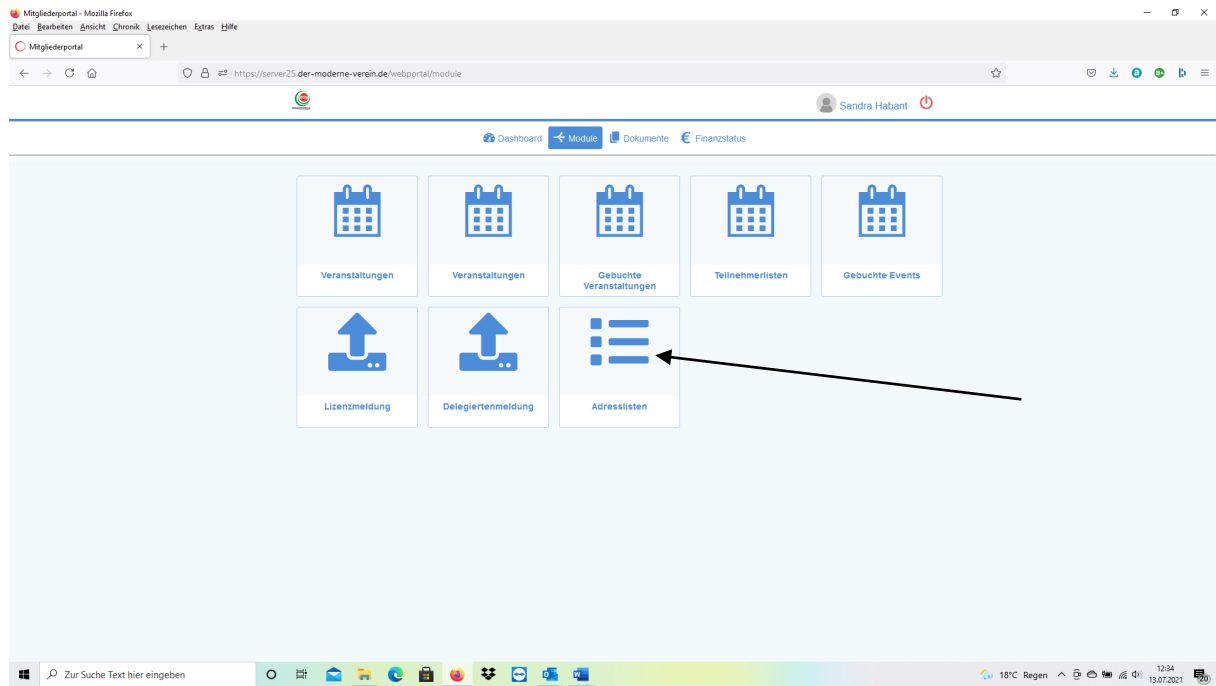 Mitgliederportal - Mozilla Firefox
Datei Bearbeiten Ansicht Chronik Lesezeichen Extras Hilfe
Mitgliederportal
https://server25.der-moderne-verein.de/webportal/module
Sandra Habant
Dashboard Module Dokumente € Finanzstatus
Veranstaltungen
Veranstaltungen
Gebuchte
Veranstaltungen
Teilnehmerlisten
Gebuchte Events
Lizenzmeldung
Delegiertenmeldung
Adresslisten
Zur Suche Text hier eingeben
18°C Regen
12:34
13.07.2021
20